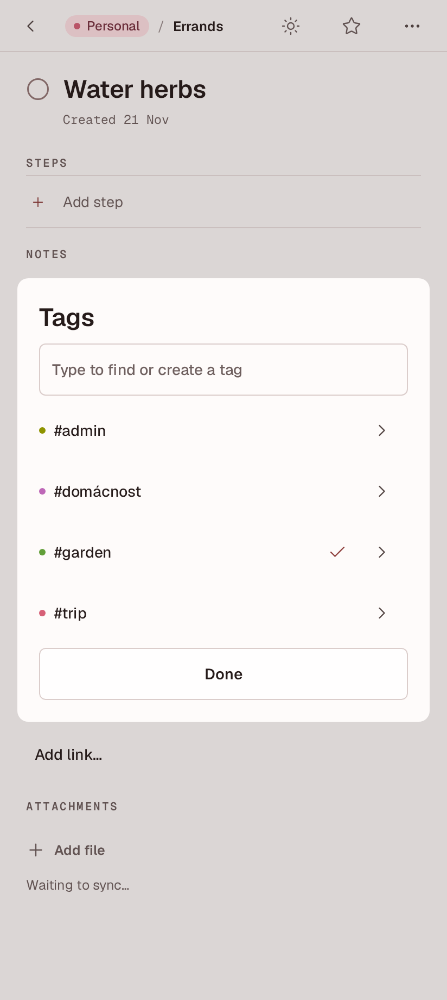 Personal / Errands
Water herbs
Created 21 Nov
STEPS
+ Add step
NOTES
Tags
Type to find or create a tag
#admin
#domácnost
#garden
#trip
Done
Add link...
ATTACHMENTS
+ Add file
Waiting to sync...